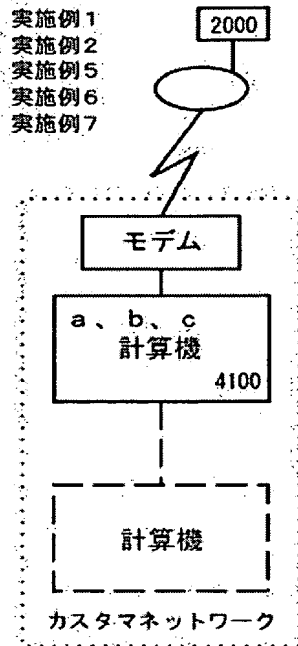 実施例1
実施例2
実施例5
実施例6
実施例7
2000
モデム
a、b、c
計算機
4100
計算機
カスタマネットワーク